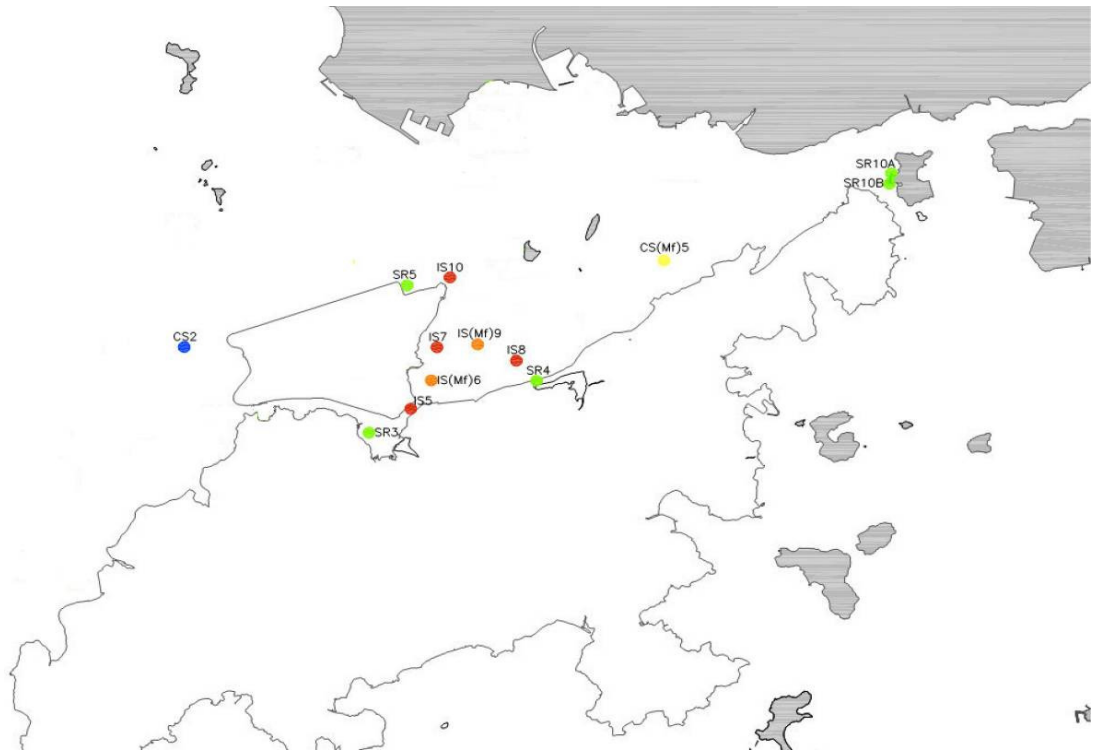 SR10A
SR10B
CS(Mf)5
IS10
SR5
CS2
IS7
IS(Mf)9
IS8
SR4
IS(Mf)6
IS5
SR3